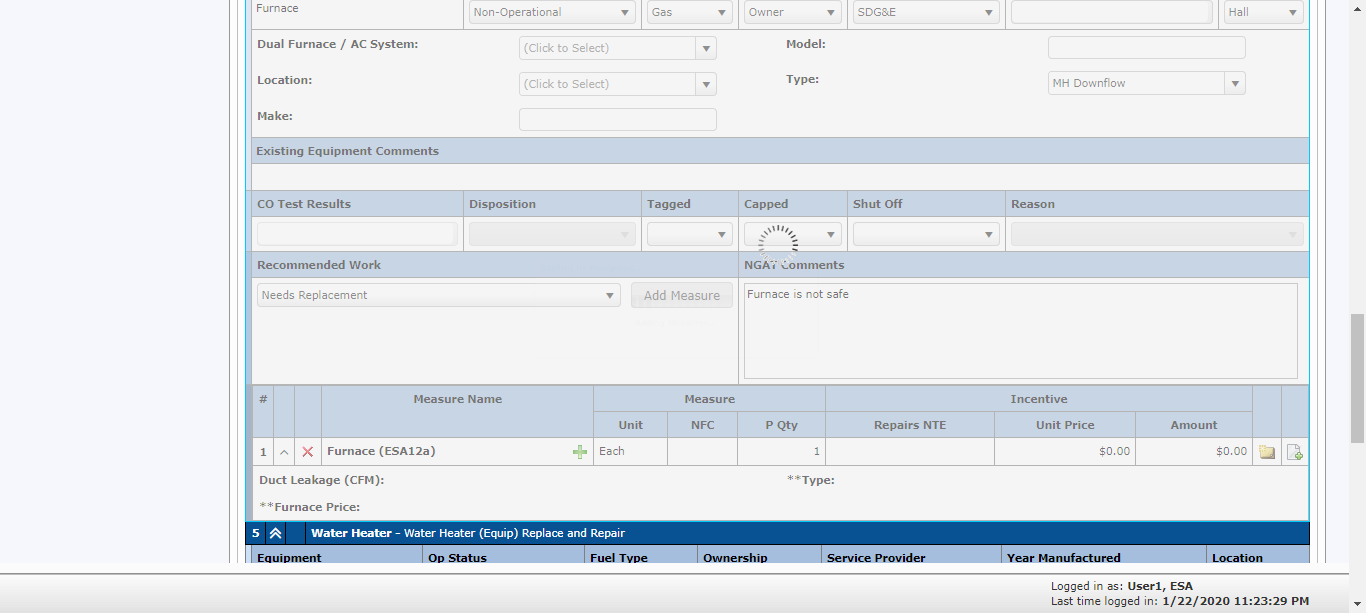 Furnace Non-Operational Gas Owner SDG&E Hall
Dual Furnace / AC System: (Click to Select) Model:
Location: (Click to Select) Type: MH Downflow
Make:
Existing Equipment Comments
CO Test Results Disposition Tagged Capped Shut Off Reason
Recommended Work NGAT Comments
Needs Replacement Add Measure Furnace is not safe
# Measure Name Measure Incentive
Unit NFC P Qty Repairs NTE Unit Price Amount
1 Furnace (ESA12a) Each 1 $0.00 $0.00
Duct Leakage (CFM): **Type:
**Furnace Price:
5 Water Heater - Water Heater (Equip) Replace and Repair
Equipment Op Status Fuel Type Ownership Service Provider Year Manufactured Location
Logged in as: User1, ESA
Last time logged in: 1/22/2020 11:23:29 PM